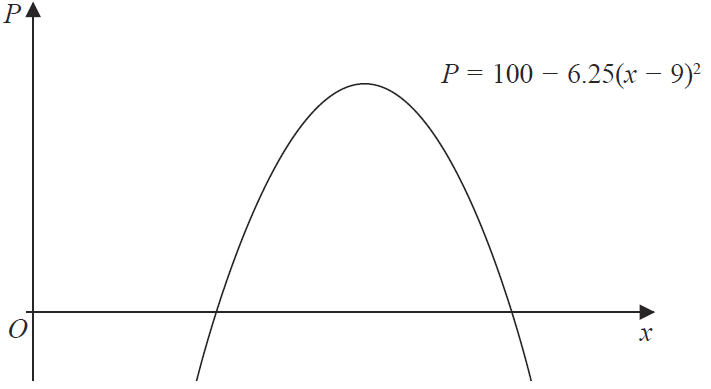 P
P = 100 − 6.25(x − 9)²
O
x